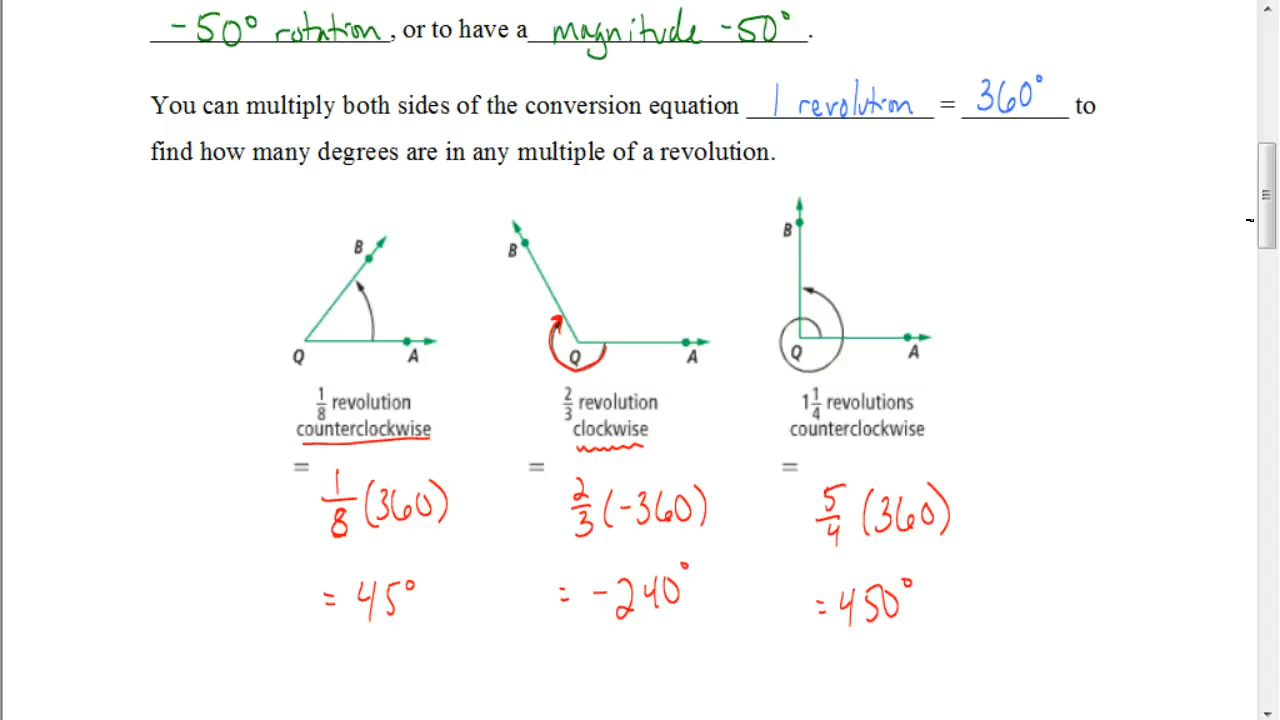 -50° rotation, or to have a magnitude -50°.
You can multiply both sides of the conversion equation 1 revolution = 360° to
find how many degrees are in any multiple of a revolution.
B Q A
B Q A
B Q A
1/8 revolution counterclockwise
2/3 revolution clockwise
1 1/4 revolutions counterclockwise
= = =
1/8 (360) 2/3 (-360) 5/4 (360)
= 45° = -240° = 450°